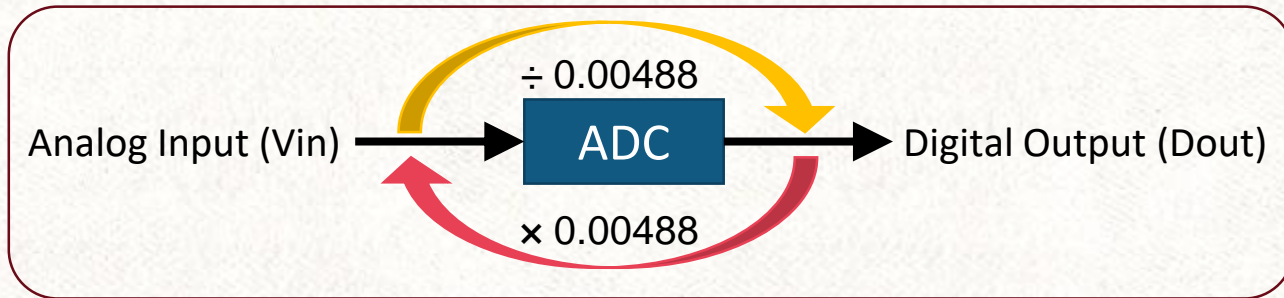 ÷ 0.00488
Analog Input (Vin)
ADC
Digital Output (Dout)
× 0.00488